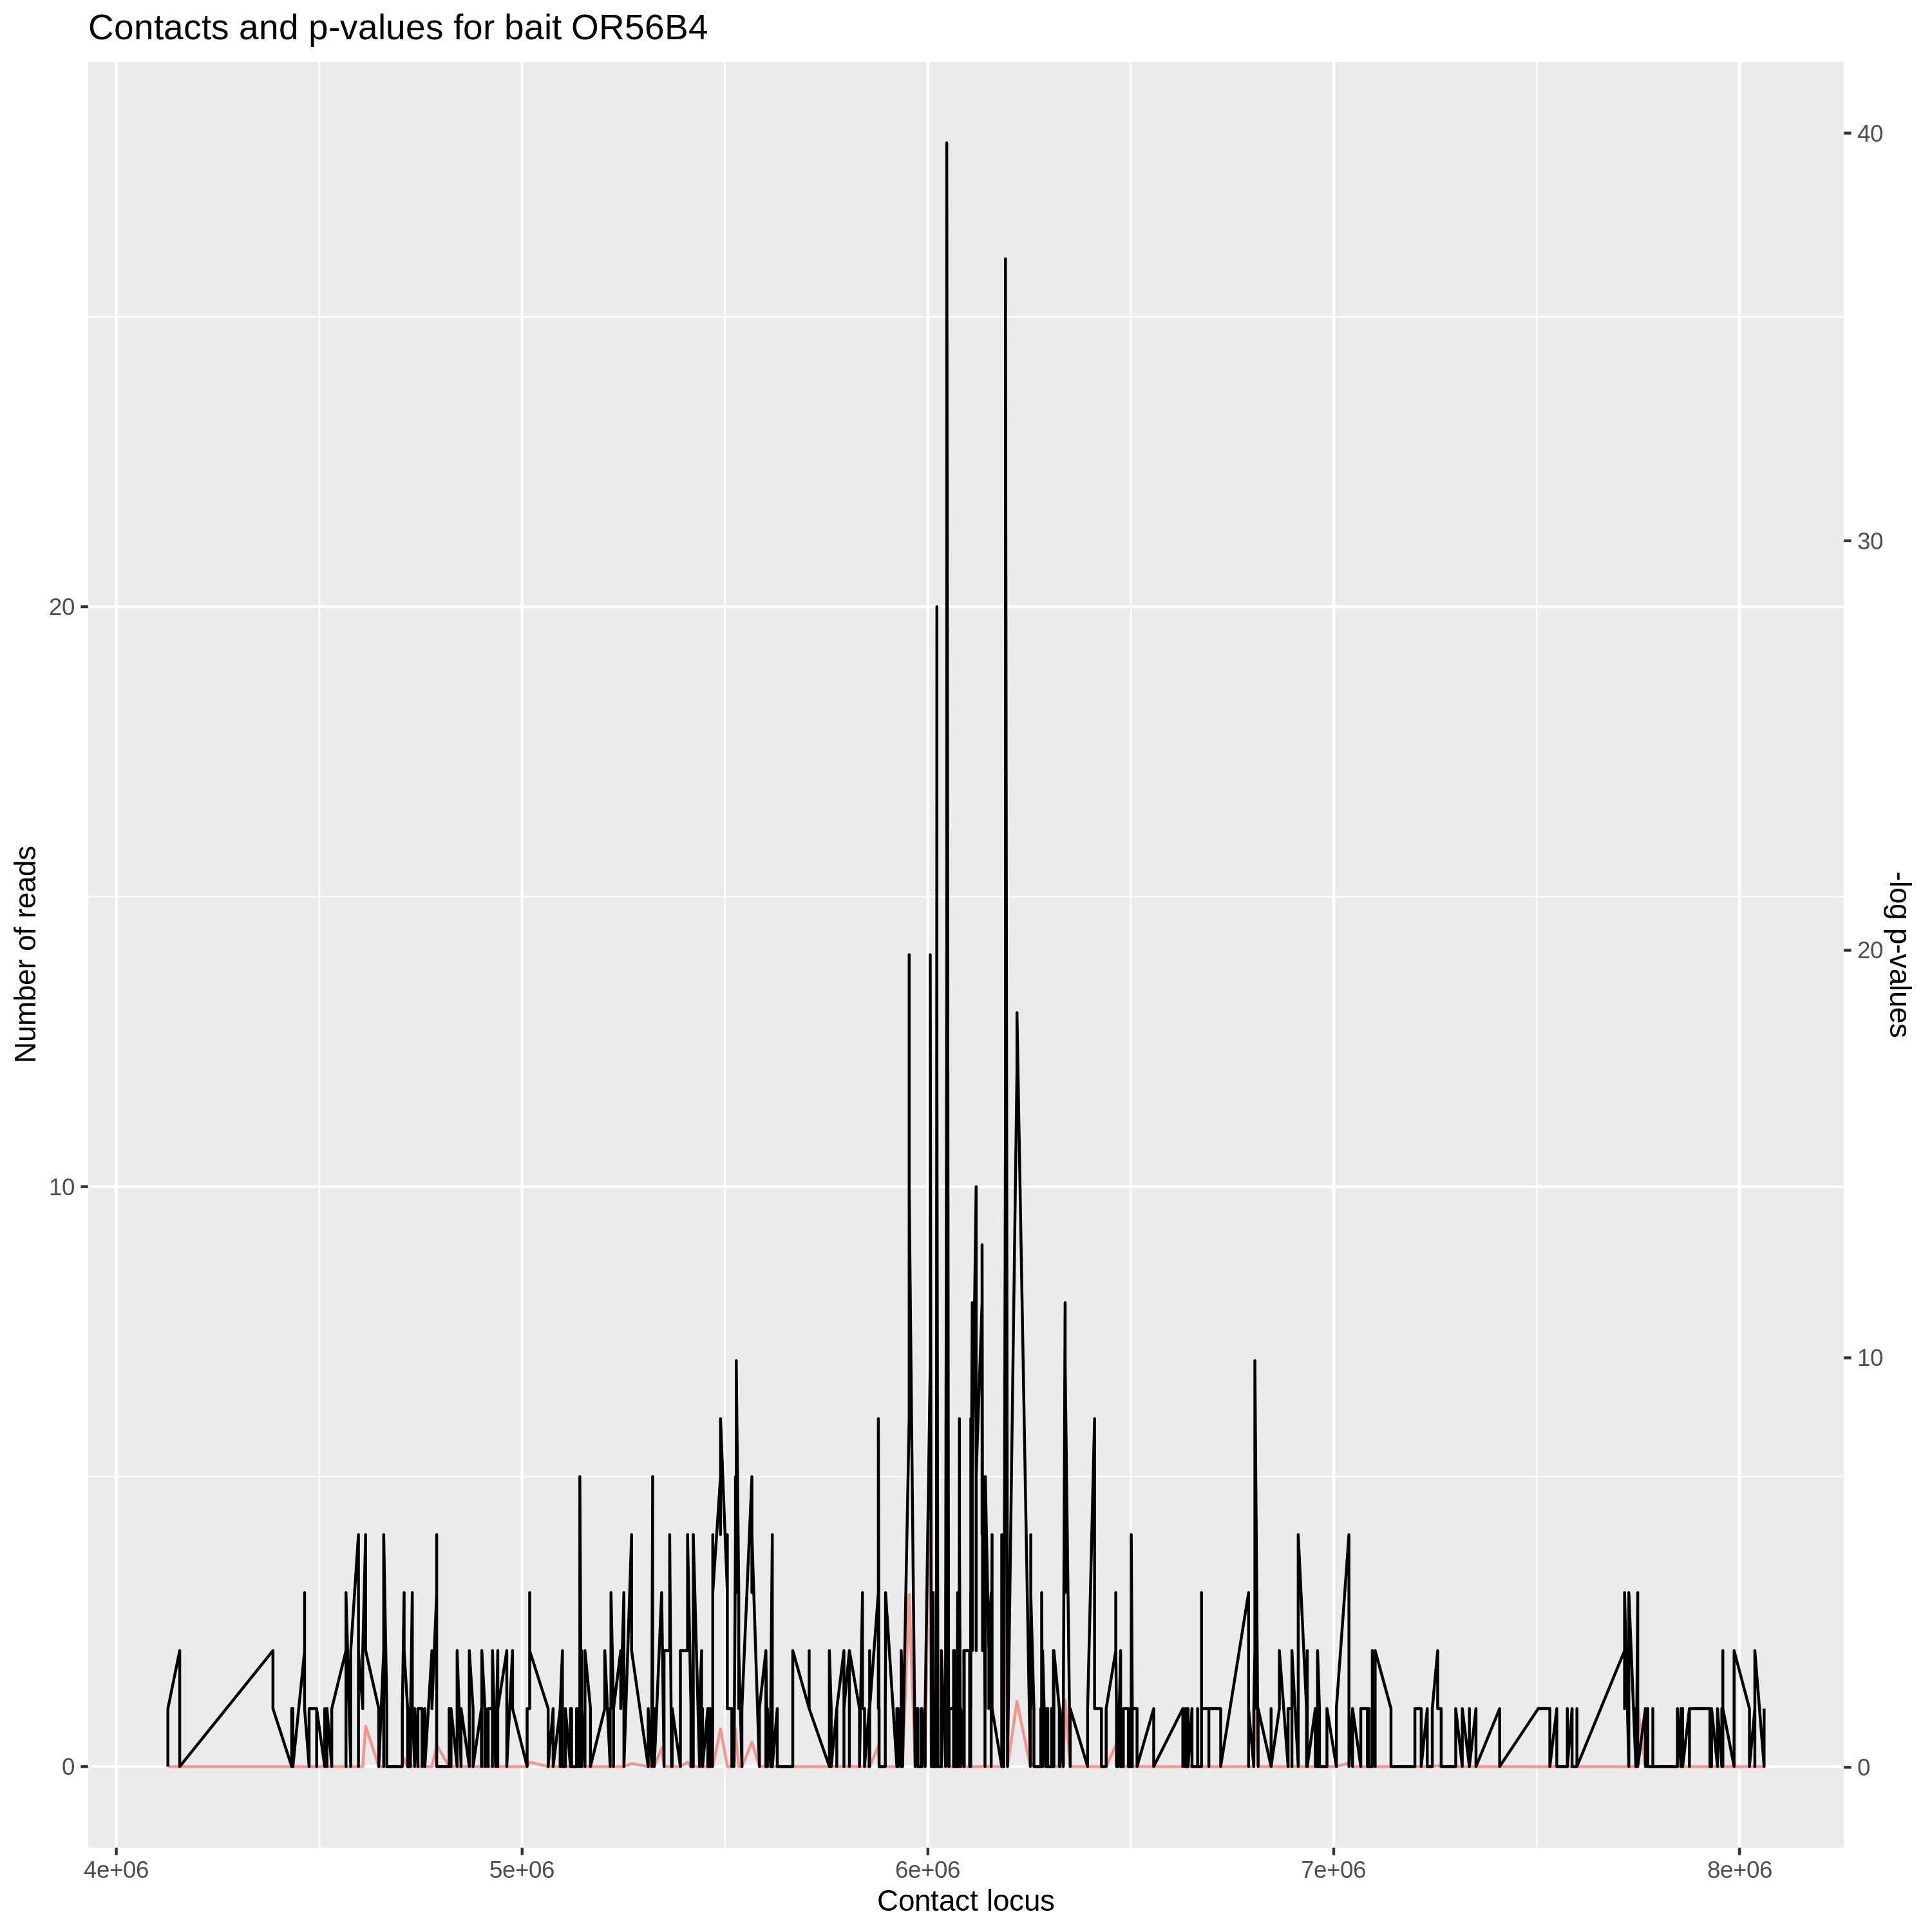 Contacts and p-values for bait OR56B4
Number of reads
20
10
0
40
30
20
10
0
-log p-values
4e+06 5e+06 6e+06 7e+06 8e+06
Contact locus